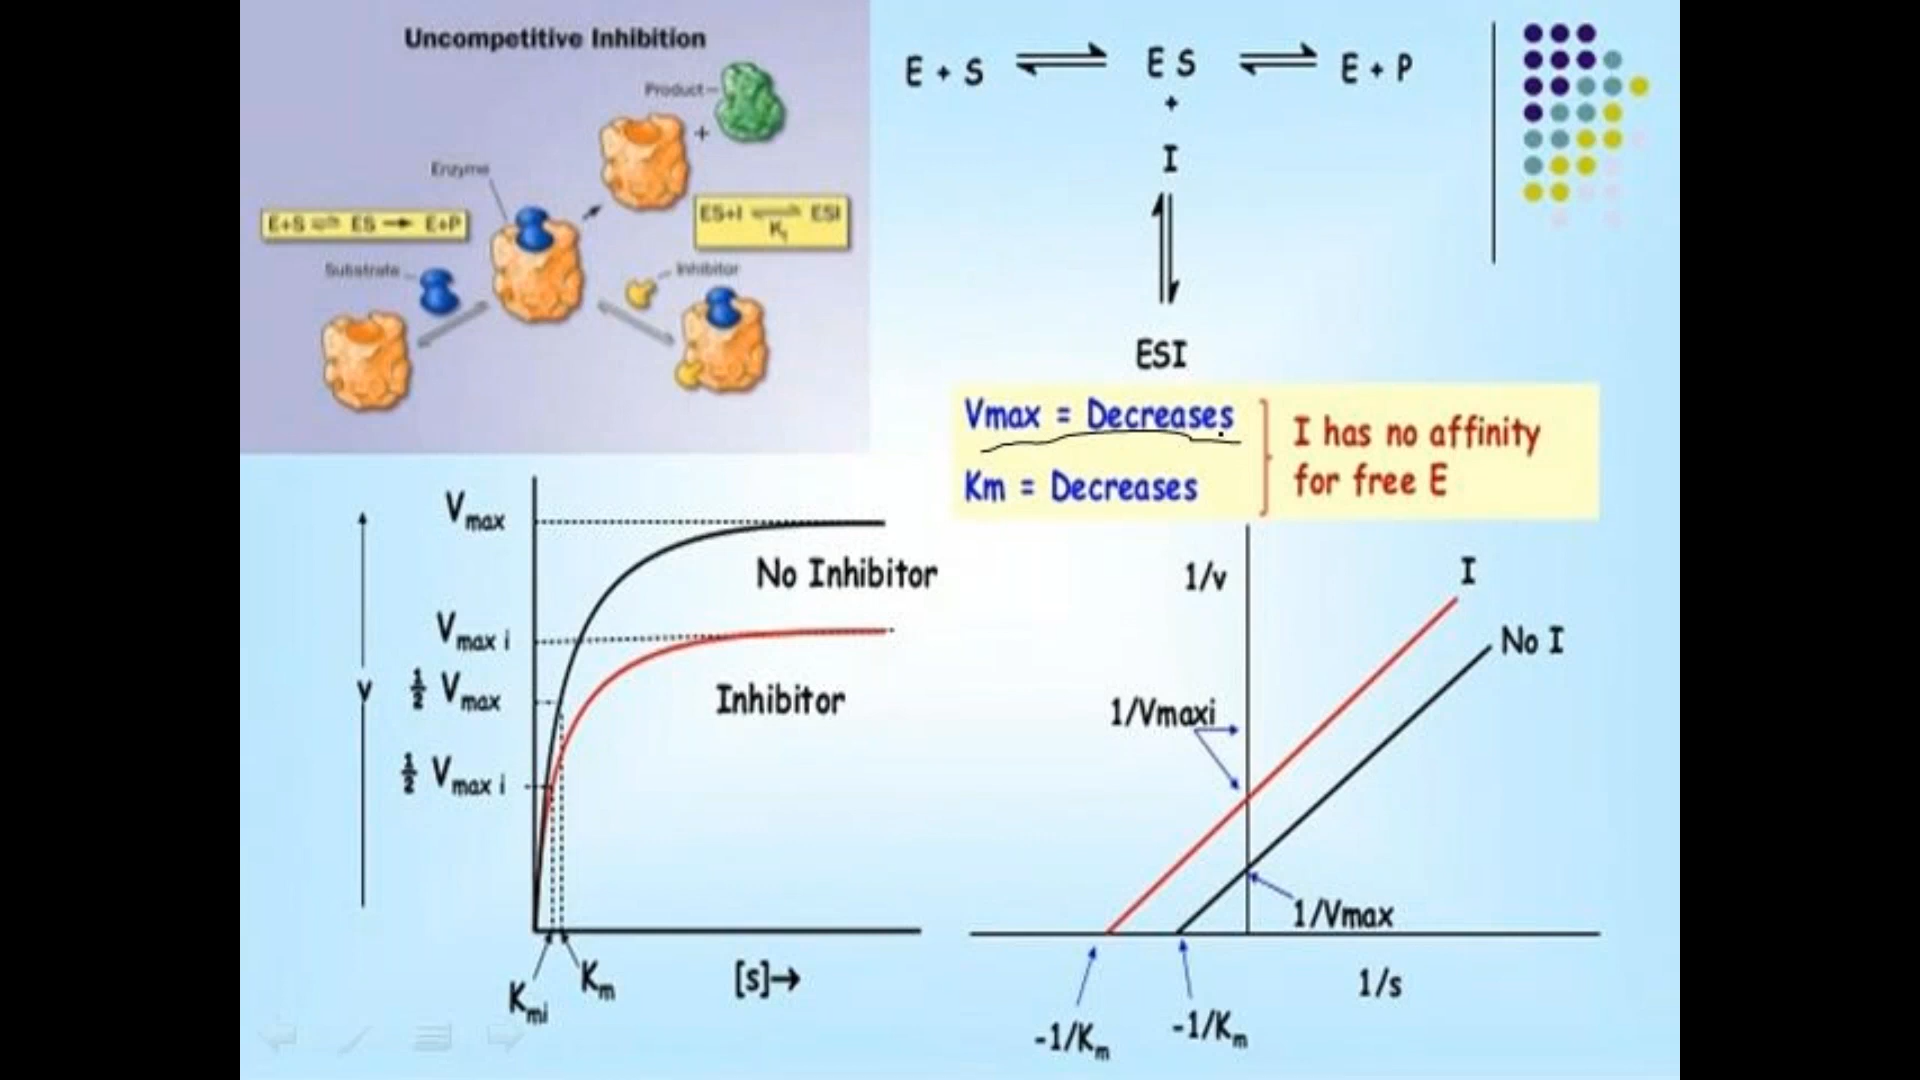 Uncompetitive Inhibition
Product
+
Enzyme
E+S ⇌ ES → E+P
ES+I ⇌ ESI
KI
Substrate
Inhibitor
E + S ⇌ E S ⇌ E + P
+
I
ESI
Vmax = Decreases
Km = Decreases
I has no affinity
for free E
Vmax
No Inhibitor
Vmax i
v
½ Vmax
Inhibitor
½ Vmax i
Kmi
Km
[s]→
1/v
I
No I
1/Vmaxi
1/Vmax
1/s
-1/Km
-1/Km